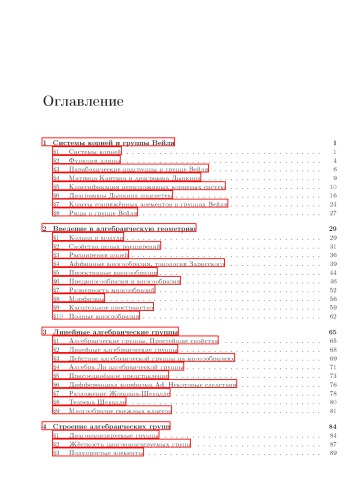 Оглавление
1 Системы корней и группы Вейля 1
§1 Системы корней 1
§2 Функция длины 4
§3 Параболические подгруппы в группе Вейля 6
§4 Матрица Картана и диаграмма Дынкина 9
§5 Классификация неразложимых корневых систем 10
§6 Диаграммы Дынкина подсистем 16
§7 Классы сопряжённых элементов в группах Вейля 24
§8 Ряды в группе Вейля 27
2 Введение в алгебраическую геометрию 29
§1 Кольца и модули 29
§2 Свойства целых расширений 31
§3 Расширения полей 36
§4 Аффинные многообразия, топология Зарисского 39
§5 Проективные многообразия 44
§6 Предмногообразия и многообразия 46
§7 Размерность многообразий 52
§8 Морфизмы 56
§9 Касательное пространство 59
§10 Полные многообразия 62
3 Линейные алгебраические группы 65
§1 Алгебраические группы. Простейшие свойства 65
§2 Линейные алгебраические группы 68
§3 Действие алгебраической группы на многообразиях 69
§4 Алгебра Ли алгебраической группы 71
§5 Присоединённое представление 73
§6 Дифференциал морфизма Ad. Некоторые следствия 76
§7 Разложение Жордана-Шевалле 78
§8 Теорема Шевалле 80
§9 Многообразие смежных классов 81
4 Строение алгебраических групп 84
§1 Диагонализируемые группы 84
§2 Жёсткость диагонализируемых групп 87
§3 Полупростые элементы 89